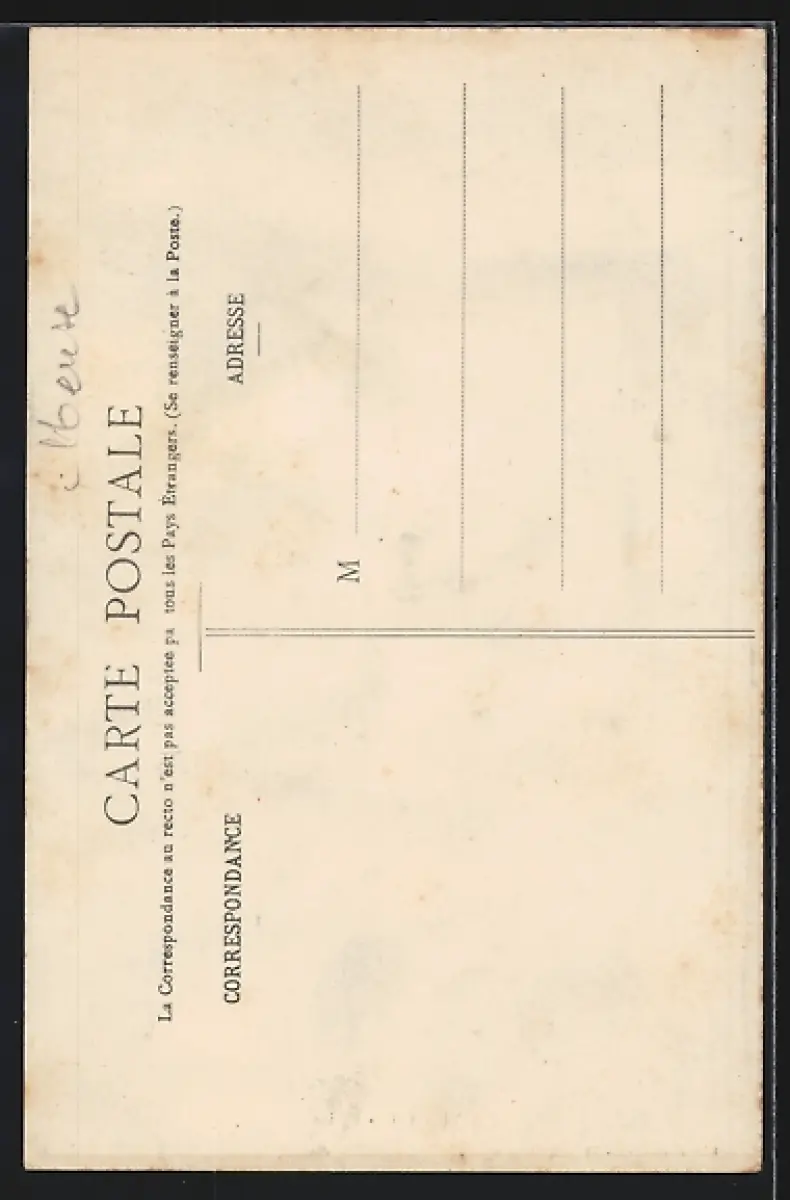 CARTE POSTALE
La Correspondance au recto n'est pas acceptée pa tous les Pays Étrangers. (Se renseigner à la Poste.)
CORRESPONDANCE
ADRESSE
M